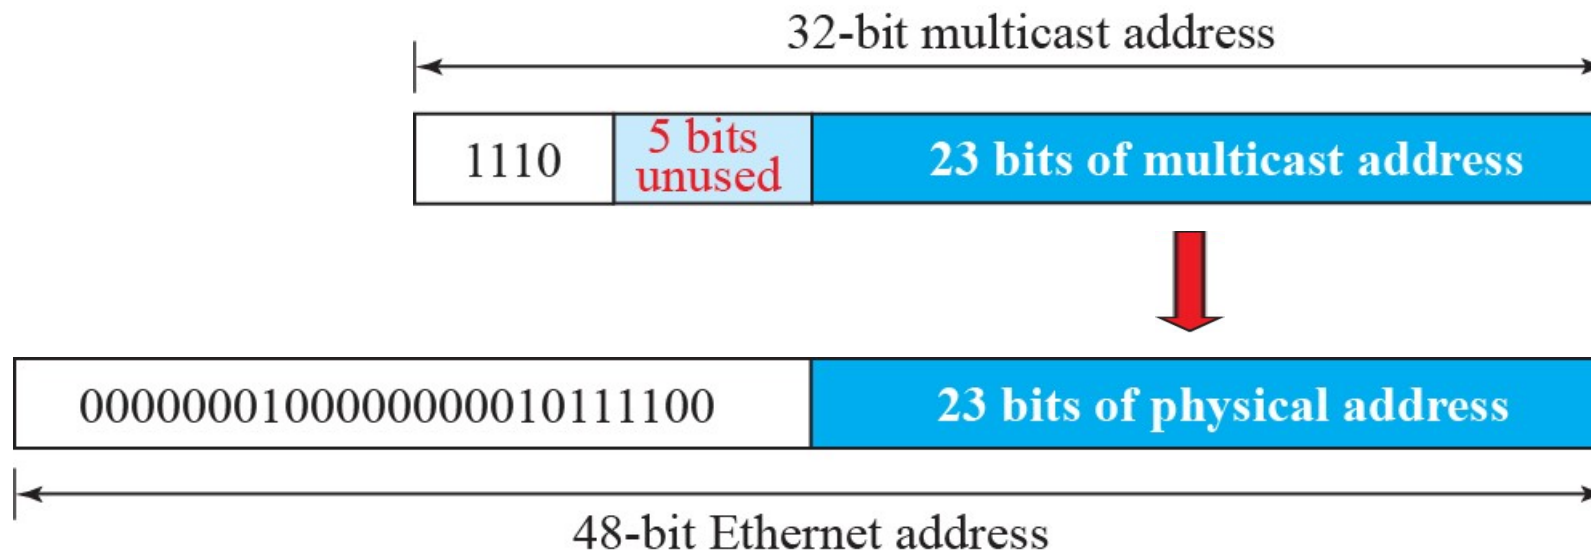 32-bit multicast address
1110
5 bits
unused
23 bits of multicast address
00000001000000000010111100
23 bits of physical address
48-bit Ethernet address